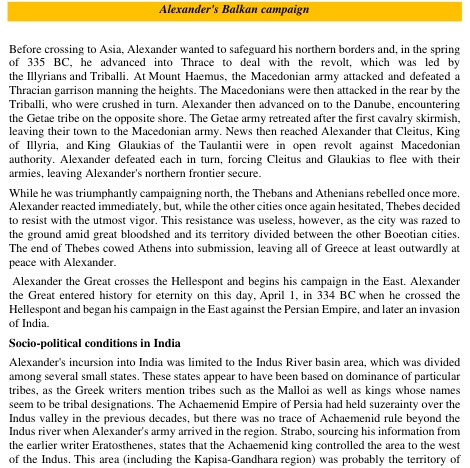 Alexander's Balkan campaign
Before crossing to Asia, Alexander wanted to safeguard his northern borders and, in the spring
of 335 BC, he advanced into Thrace to deal with the revolt, which was led by
the Illyrians and Triballi. At Mount Haemus, the Macedonian army attacked and defeated a
Thracian garrison manning the heights. The Macedonians were then attacked in the rear by the
Triballi, who were crushed in turn. Alexander then advanced on to the Danube, encountering
the Getae tribe on the opposite shore. The Getae army retreated after the first cavalry skirmish,
leaving their town to the Macedonian army. News then reached Alexander that Cleitus, King
of Illyria, and King Glaukias of the Taulantii were in open revolt against Macedonian
authority. Alexander defeated each in turn, forcing Cleitus and Glaukias to flee with their
armies, leaving Alexander's northern frontier secure.
While he was triumphantly campaigning north, the Thebans and Athenians rebelled once more.
Alexander reacted immediately, but, while the other cities once again hesitated, Thebes decided
to resist with the utmost vigor. This resistance was useless, however, as the city was razed to
the ground amid great bloodshed and its territory divided between the other Boeotian cities.
The end of Thebes cowed Athens into submission, leaving all of Greece at least outwardly at
peace with Alexander.
Alexander the Great crosses the Hellespont and begins his campaign in the East. Alexander
the Great entered history for eternity on this day, April 1, in 334 BC when he crossed the
Hellespont and began his campaign in the East against the Persian Empire, and later an invasion
of India.
Socio-political conditions in India
Alexander's incursion into India was limited to the Indus River basin area, which was divided
among several small states. These states appear to have been based on dominance of particular
tribes, as the Greek writers mention tribes such as the Malloi as well as kings whose names
seem to be tribal designations. The Achaemenid Empire of Persia had held suzerainty over the
Indus valley in the previous decades, but there was no trace of Achaemenid rule beyond the
Indus river when Alexander's army arrived in the region. Strabo, sourcing his information from
the earlier writer Eratosthenes, states that the Achaemenid king controlled the area to the west
of the Indus. This area (including the Kapisa-Gandhara region) was probably the territory of